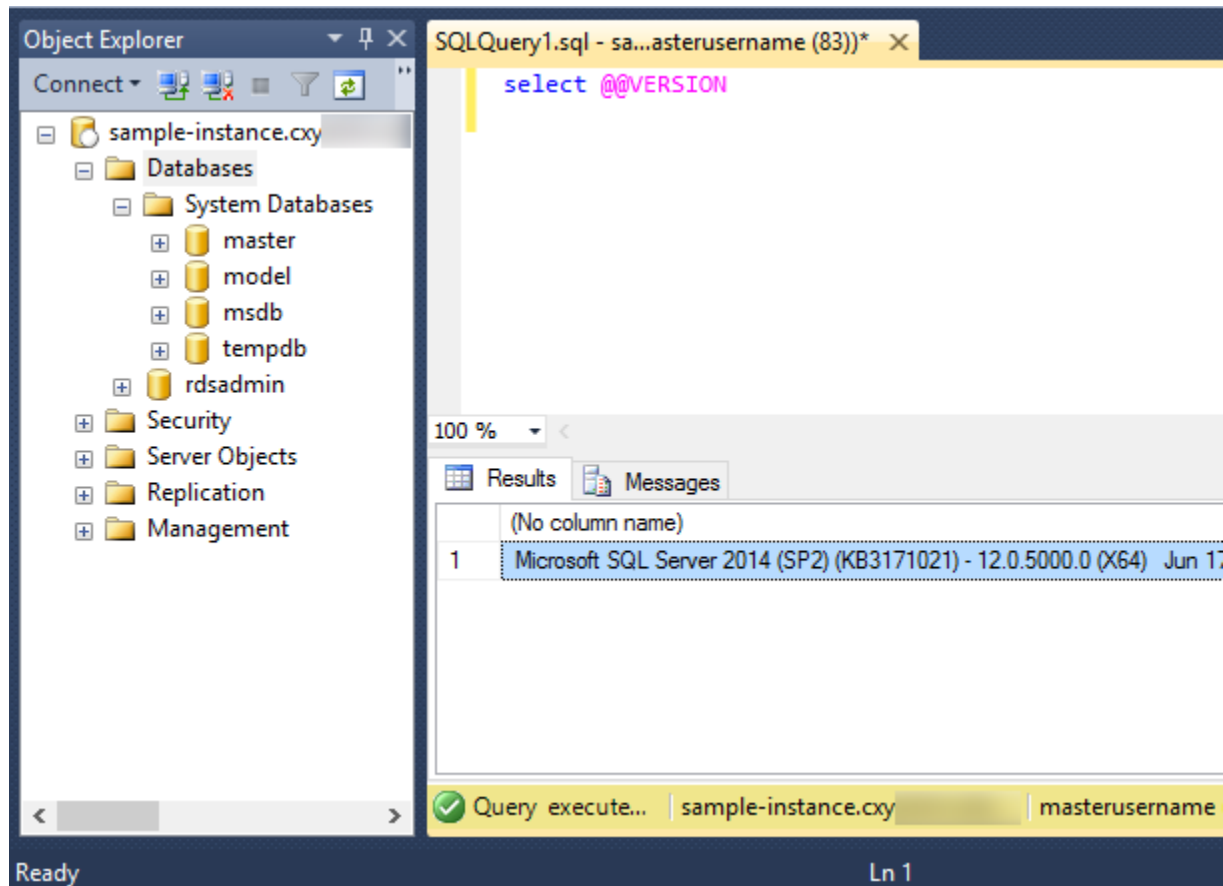 Object Explorer
Connect
sample-instance.cxy
Databases
System Databases
master
model
msdb
tempdb
rdsadmin
Security
Server Objects
Replication
Management
SQLQuery1.sql - sa...asterusername (83))*
select @@VERSION
100 %
Results Messages
(No column name)
1 Microsoft SQL Server 2014 (SP2) (KB3171021) - 12.0.5000.0 (X64) Jun 17
Query execute... sample-instance.cxy masterusername
Ready Ln 1